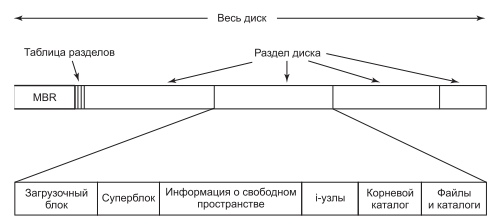 Весь диск
Таблица разделов
Раздел диска
MBR
Загрузочный
блок
Суперблок
Информация о свободном
пространстве
i-узлы
Корневой
каталог
Файлы
и каталоги